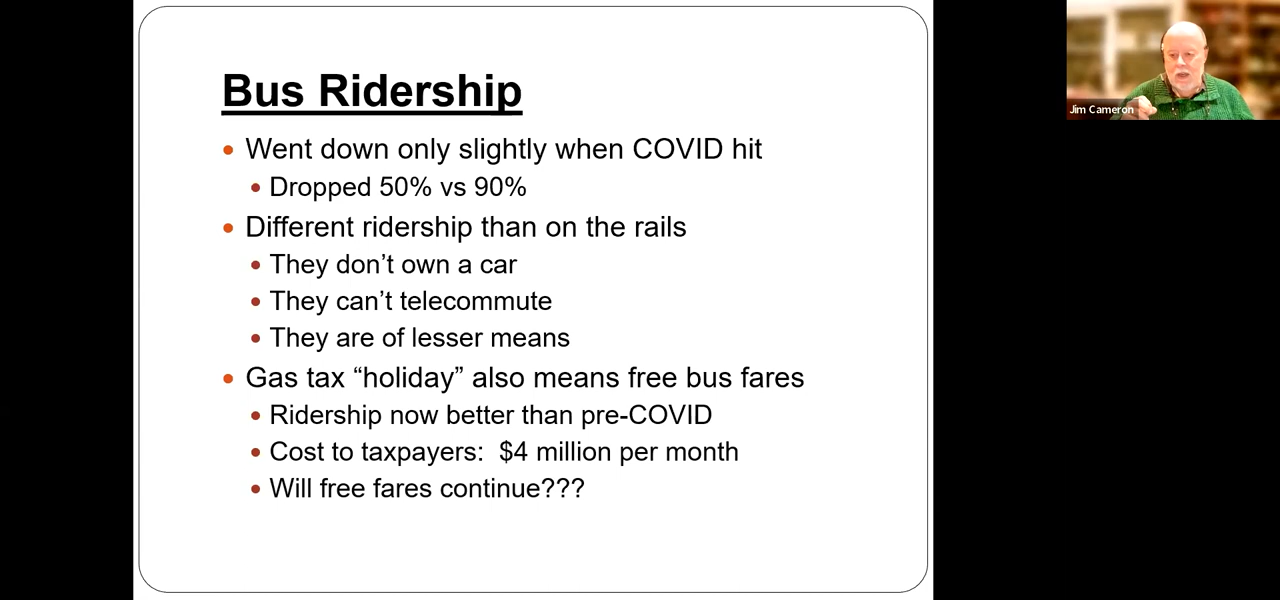 Bus Ridership
• Went down only slightly when COVID hit
• Dropped 50% vs 90%
• Different ridership than on the rails
• They don’t own a car
• They can’t telecommute
• They are of lesser means
• Gas tax “holiday” also means free bus fares
• Ridership now better than pre-COVID
• Cost to taxpayers:  $4 million per month
• Will free fares continue???
Jim Cameron